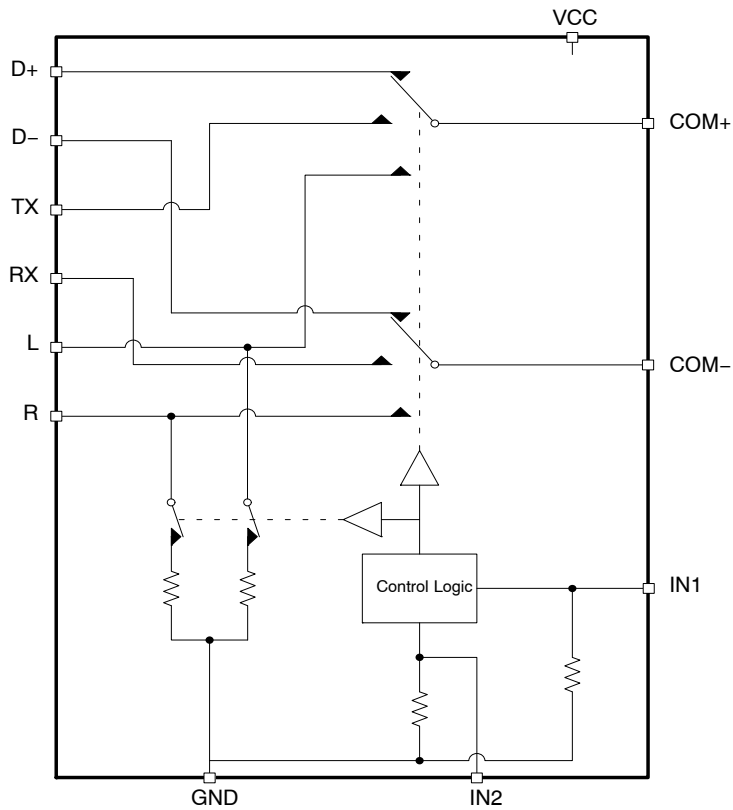 VCC
D+
COM+
D−
TX
RX
L
COM−
R
Control Logic
IN1
GND
IN2